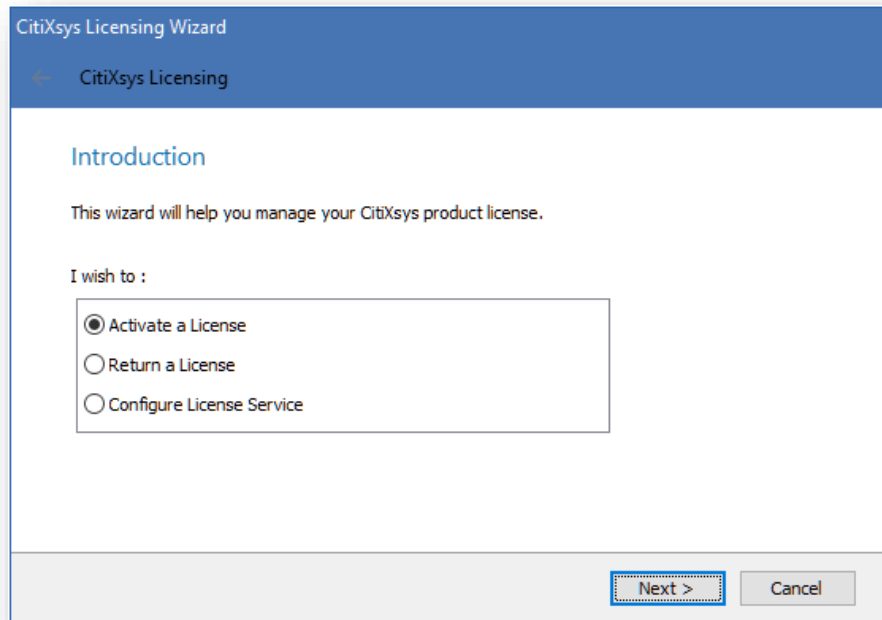 CitiXsys Licensing Wizard
CitiXsys Licensing
Introduction
This wizard will help you manage your CitiXsys product license.
I wish to :
Activate a License
Return a License
Configure License Service
Next >
Cancel